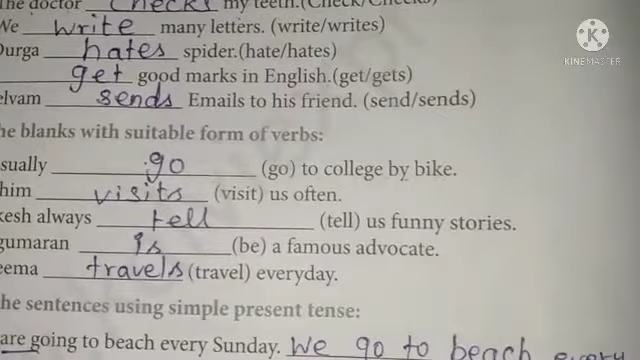 The doctor checks my teeth.(Check/Checks)
We write many letters. (write/writes)
Durga hates spider.(hate/hates)
get good marks in English.(get/gets)
elvam sends Emails to his friend. (send/sends)
he blanks with suitable form of verbs:
sually go (go) to college by bike.
him visits (visit) us often.
kesh always tell (tell) us funny stories.
gumaran is (be) a famous advocate.
eema travels (travel) everyday.
he sentences using simple present tense:
are going to beach every Sunday. We go to beach every
KINEMASTER